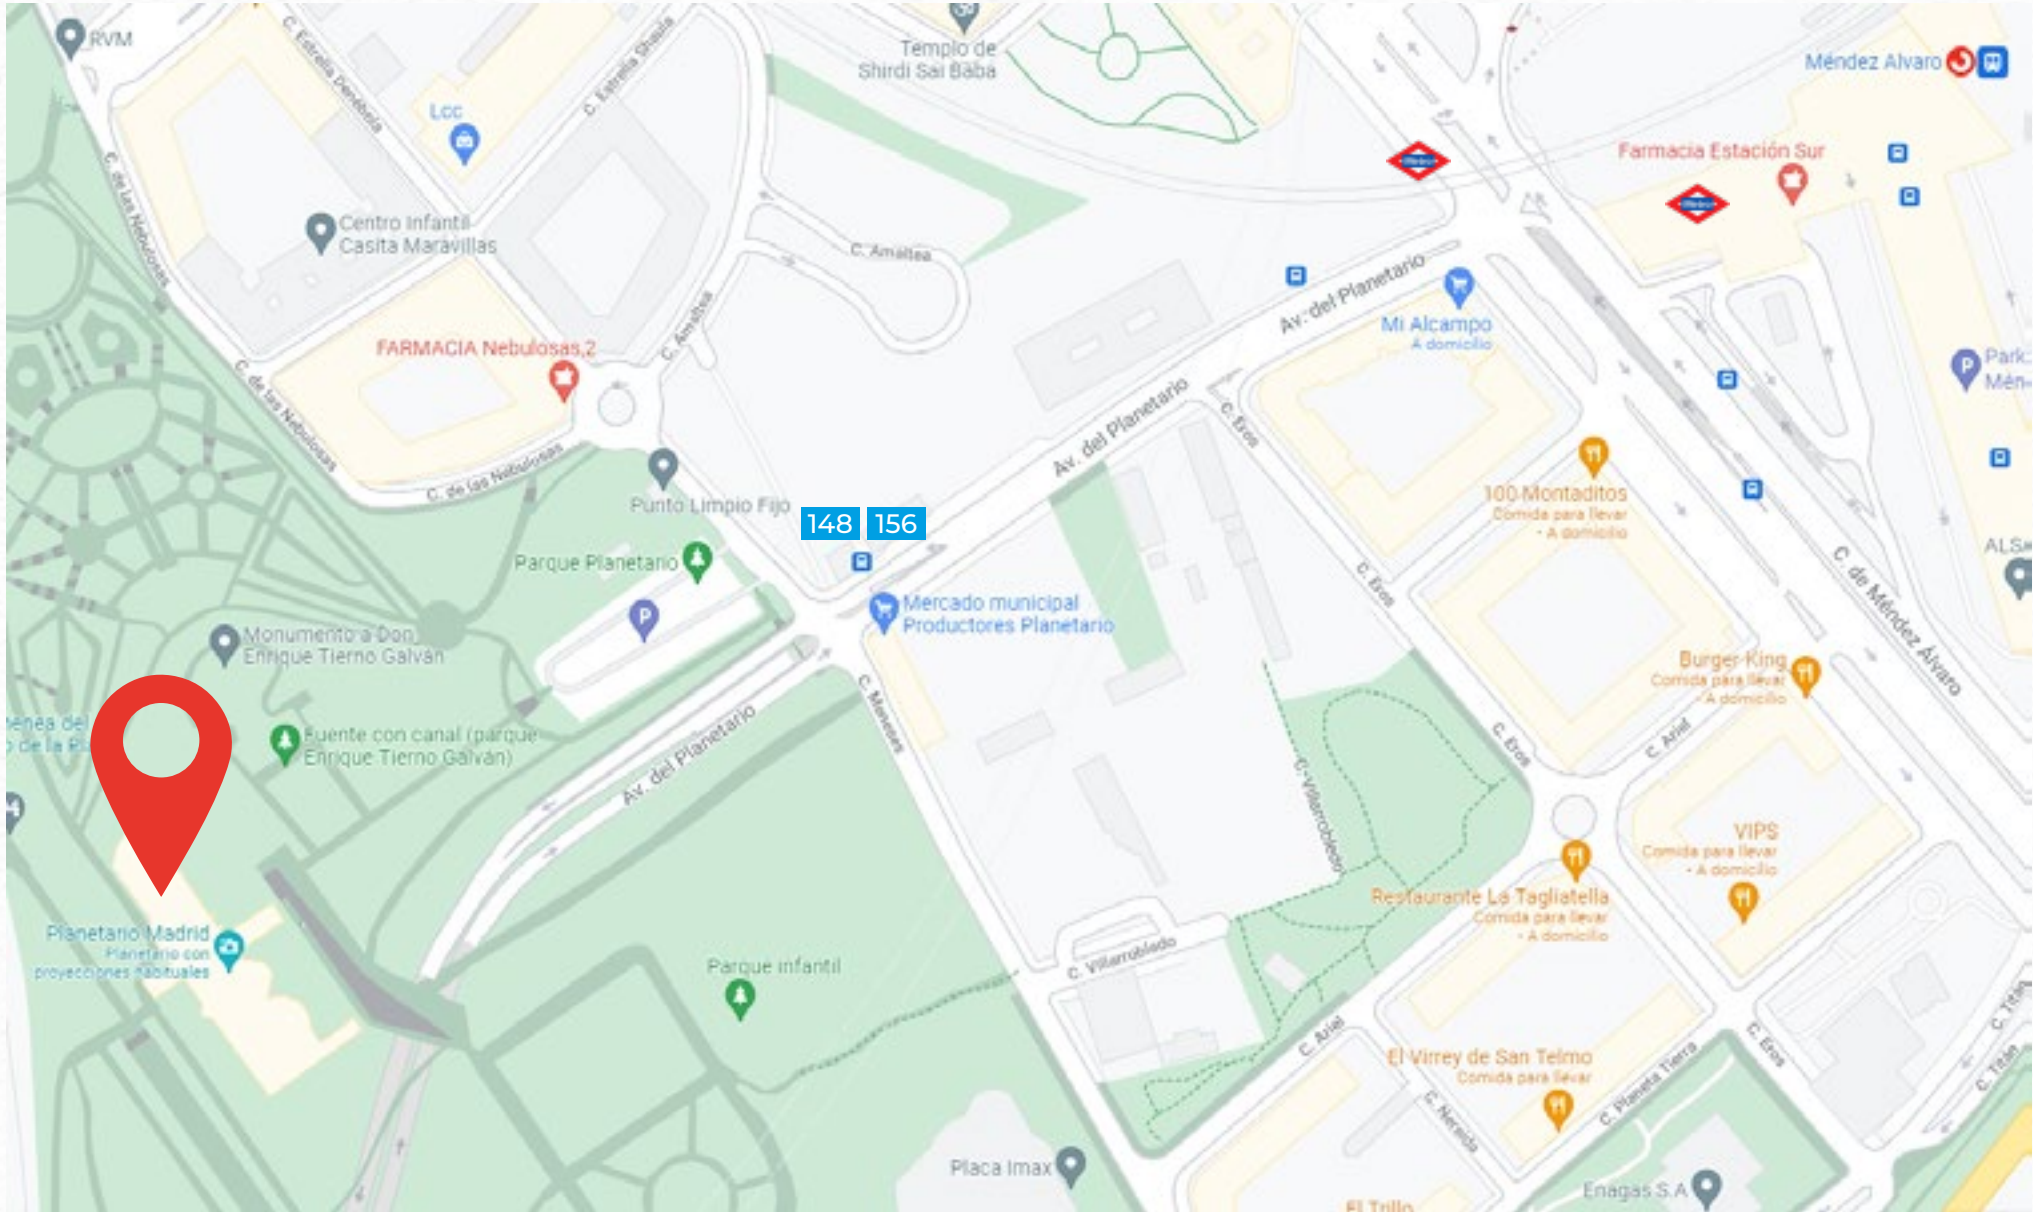 RVM
C. Estrella Denébola
C. Estrella Shaula
Templo de
Shirdi Sai Baba
Méndez Álvaro
Lcc
Farmacia Estación Sur
C. de las Nebulosas
Centro Infantil
Casita Maravillas
C. Amaltea
Av. del Planetario
Mi Alcampo
A domicilio
FARMACIA Nebulosas,2
C. Amaltea
P
C. de las Nebulosas
C. de las Nebulosas
Av. del Planetario
C. Eros
Punto Limpio Fijo
100 Montaditos
Comida para llevar
- A domicilio
148 156
Parque Planetario
P
C. Eros
C. de Méndez Álvaro
Mercado municipal
Productores Planetario
Monumento a Don
Enrique Tierno Galván
Burger King
Comida para llevar
- A domicilio
C. Meneses
Fuente con canal (parque
Enrique Tierno Galván)
Av. del Planetario
C. Eros
C. Ariel
C. Villarrobledo
VIPS
Comida para llevar
- A domicilio
Restaurante La Tagliatella
Comida para llevar
- A domicilio
Planetario Madrid
Planetario con
proyecciones habituales
Parque infantil
C. Villarrobledo
C. Ariel
El Virrey de San Telmo
Comida para llevar
C. Planeta Tierra
C. Eros
C. Titán
C. Titán
C. Nereida
Placa Imax
Enagas S.A
El Trillo